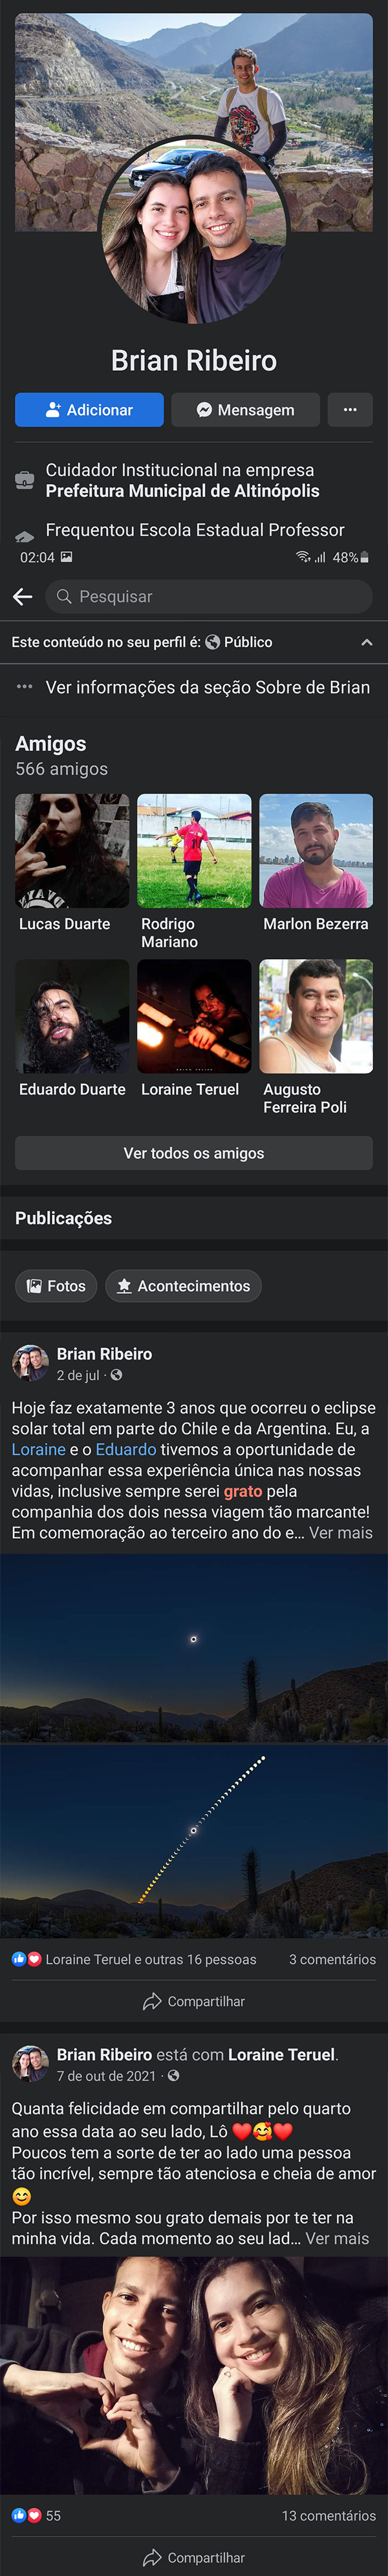 Brian Ribeiro
Adicionar
Mensagem
Cuidador Institucional na empresa
Prefeitura Municipal de Altinópolis
Frequentou Escola Estadual Professor
02:04
48%
Pesquisar
Este conteúdo no seu perfil é: Público
Ver informações da seção Sobre de Brian
Amigos
566 amigos
Lucas Duarte
Rodrigo
Mariano
Marlon Bezerra
Eduardo Duarte
Loraine Teruel
Augusto
Ferreira Poli
Ver todos os amigos
Publicações
Fotos
Acontecimentos
Brian Ribeiro
2 de jul ·
Hoje faz exatamente 3 anos que ocorreu o eclipse
solar total em parte do Chile e da Argentina. Eu, a
Loraine e o Eduardo tivemos a oportunidade de
acompanhar essa experiência única nas nossas
vidas, inclusive sempre serei grato pela
companhia dos dois nessa viagem tão marcante!
Em comemoração ao terceiro ano do e... Ver mais
Loraine Teruel e outras 16 pessoas
3 comentários
Compartilhar
Brian Ribeiro está com Loraine Teruel.
7 de out de 2021 ·
Quanta felicidade em compartilhar pelo quarto
ano essa data ao seu lado, Lô ❤️🥰❤️
Poucos tem a sorte de ter ao lado uma pessoa
tão incrível, sempre tão atenciosa e cheia de amor
😊
Por isso mesmo sou grato demais por te ter na
minha vida. Cada momento ao seu lad... Ver mais
55
13 comentários
Compartilhar